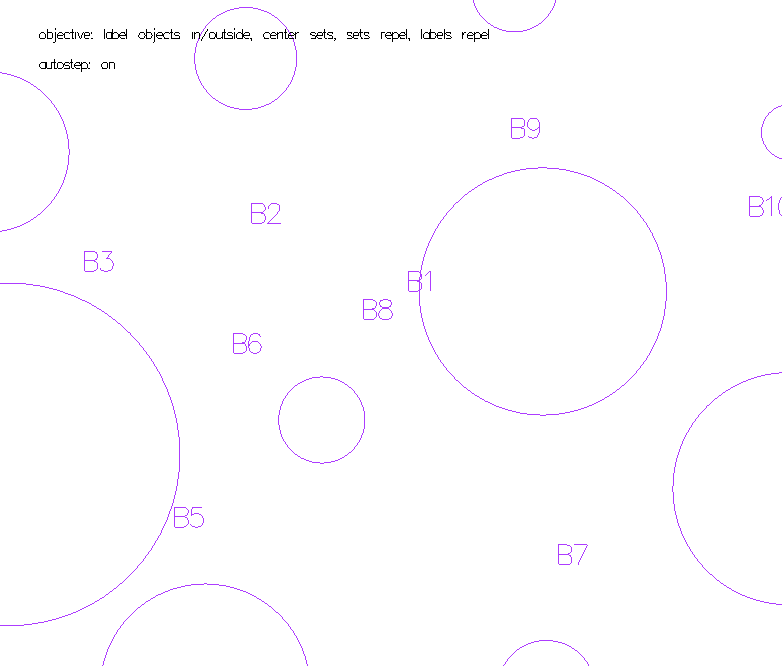 objective: label objects in/outside, center sets, sets repel, labels repel
autostep: on
B9
B10
B2
B3
B1
B8
B6
B5
B7